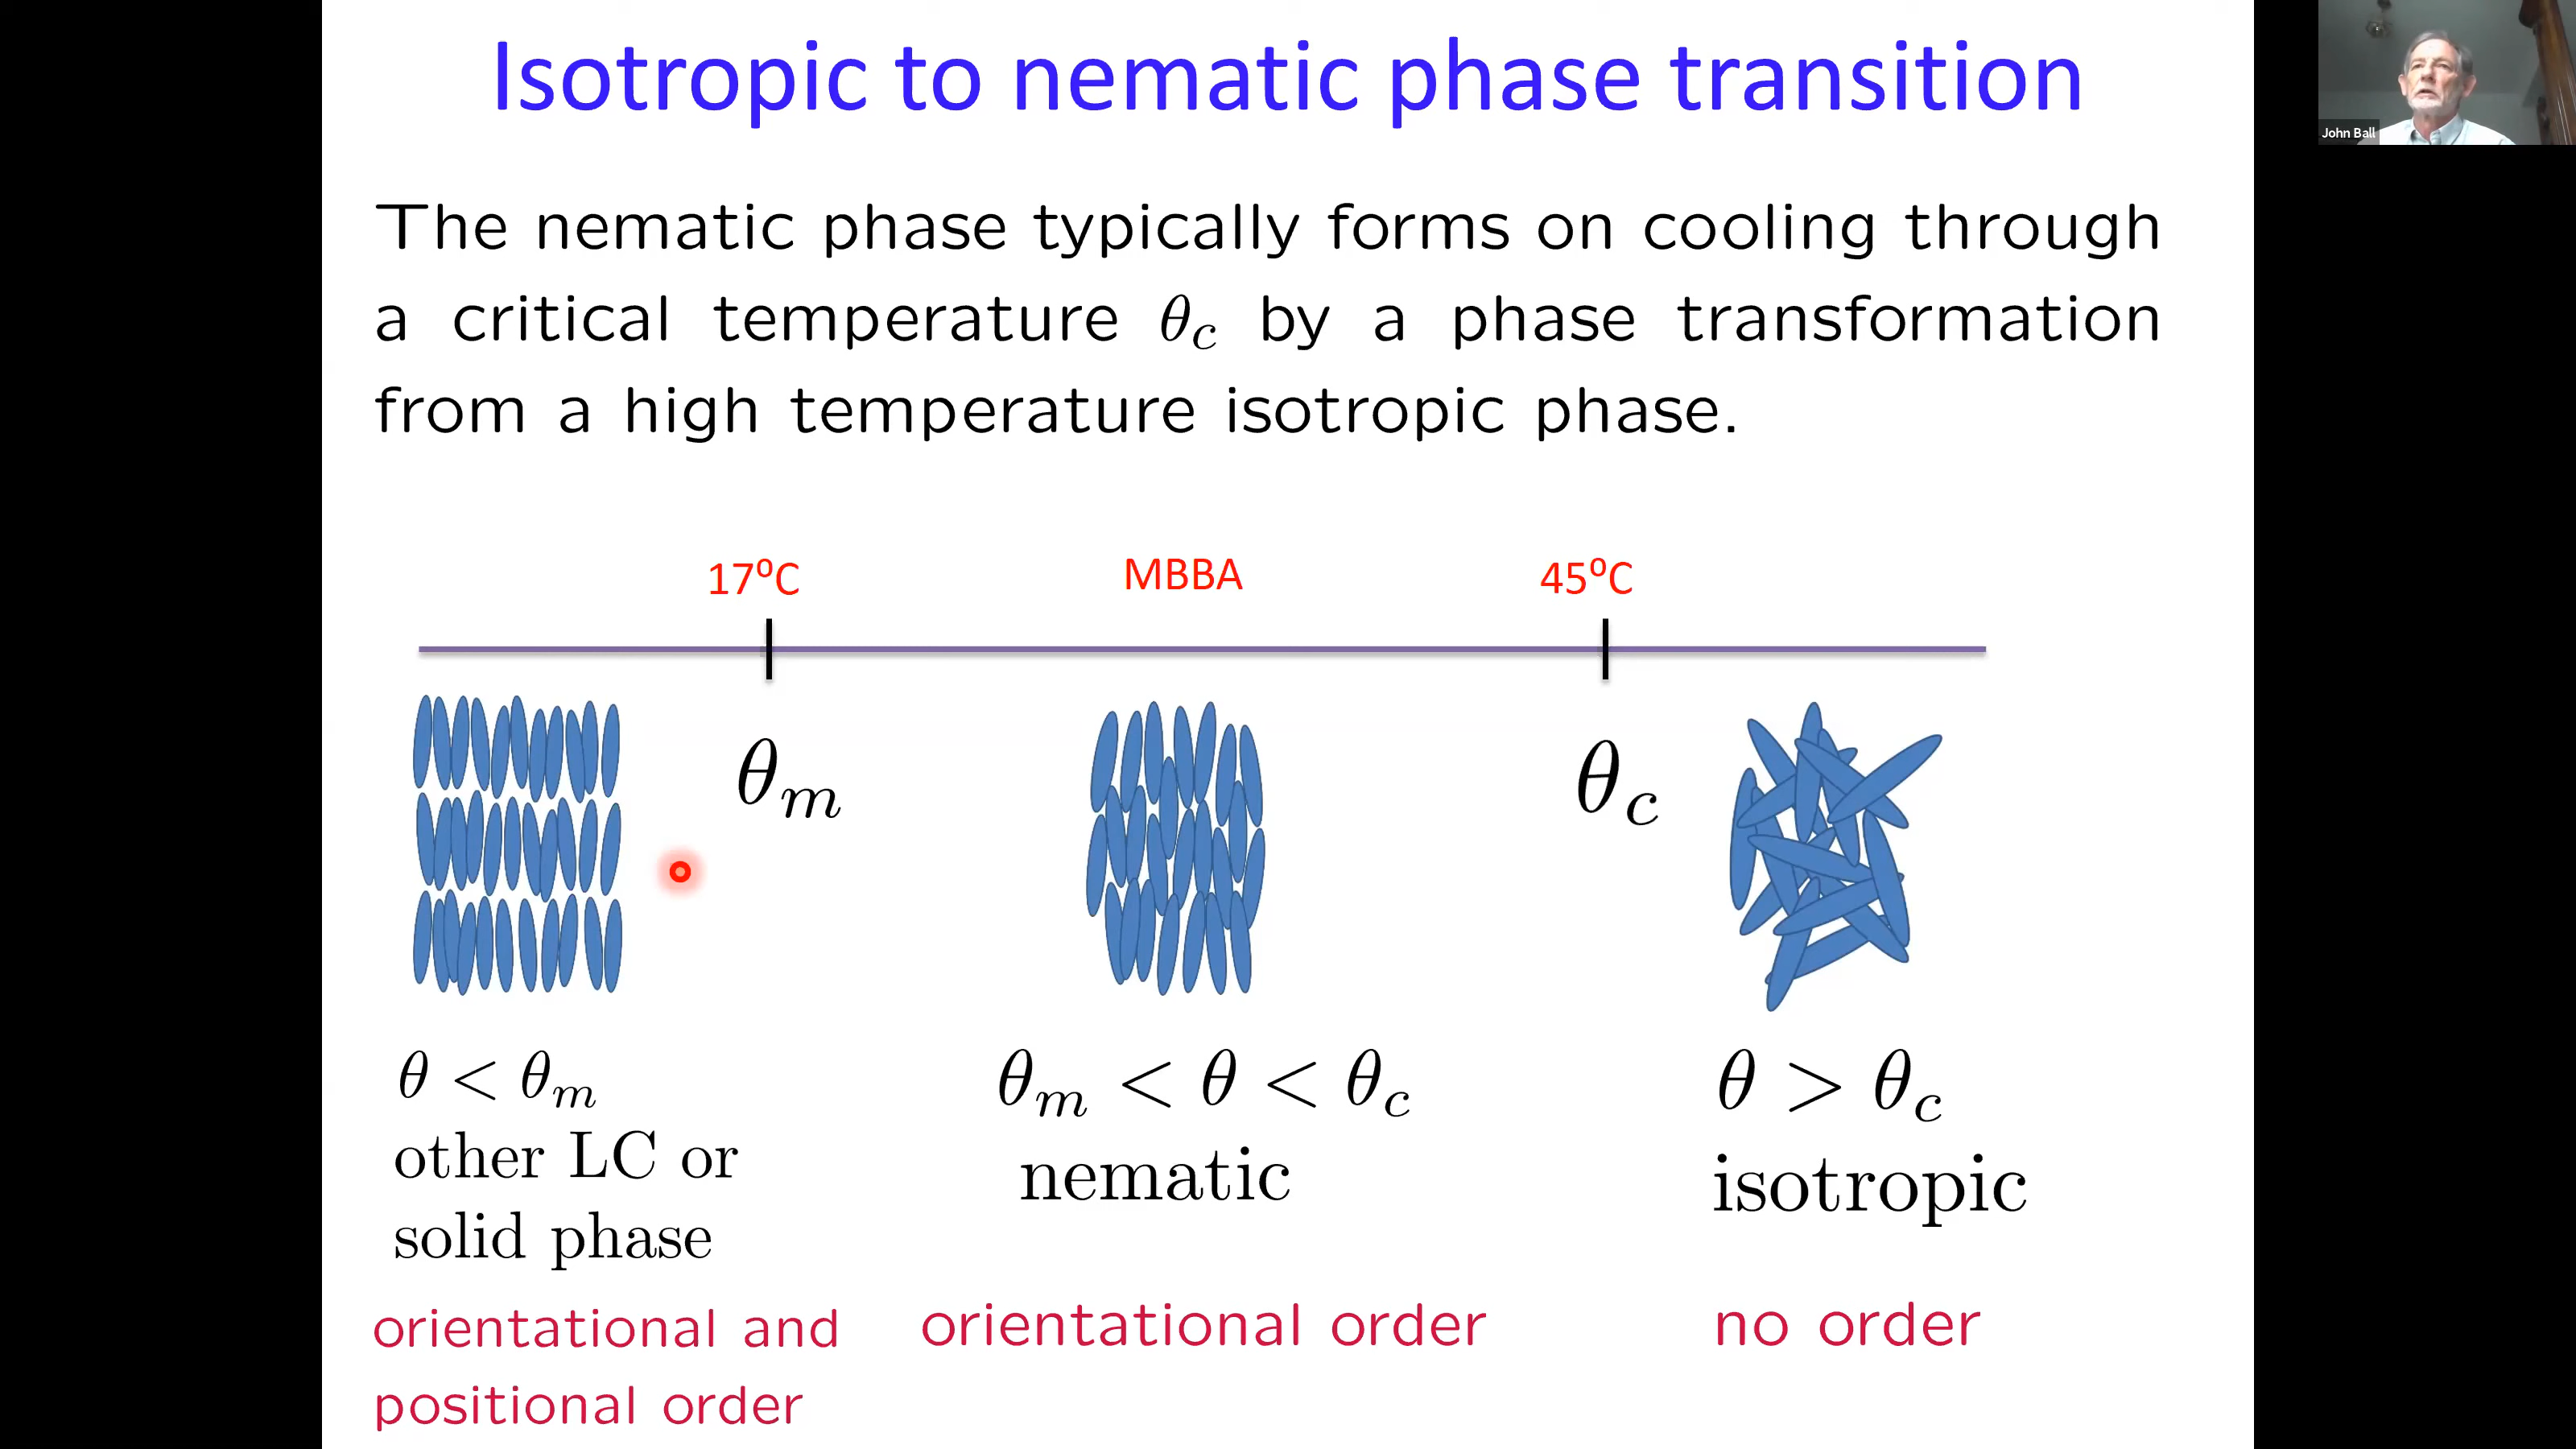 Isotropic to nematic phase transition
John Ball
The nematic phase typically forms on cooling through
a critical temperature θc by a phase transformation
from a high temperature isotropic phase.
17°C MBBA 45°C
θm θc
θ < θm
other LC or
solid phase
orientational and
positional order
θm < θ < θc
nematic
orientational order
θ > θc
isotropic
no order